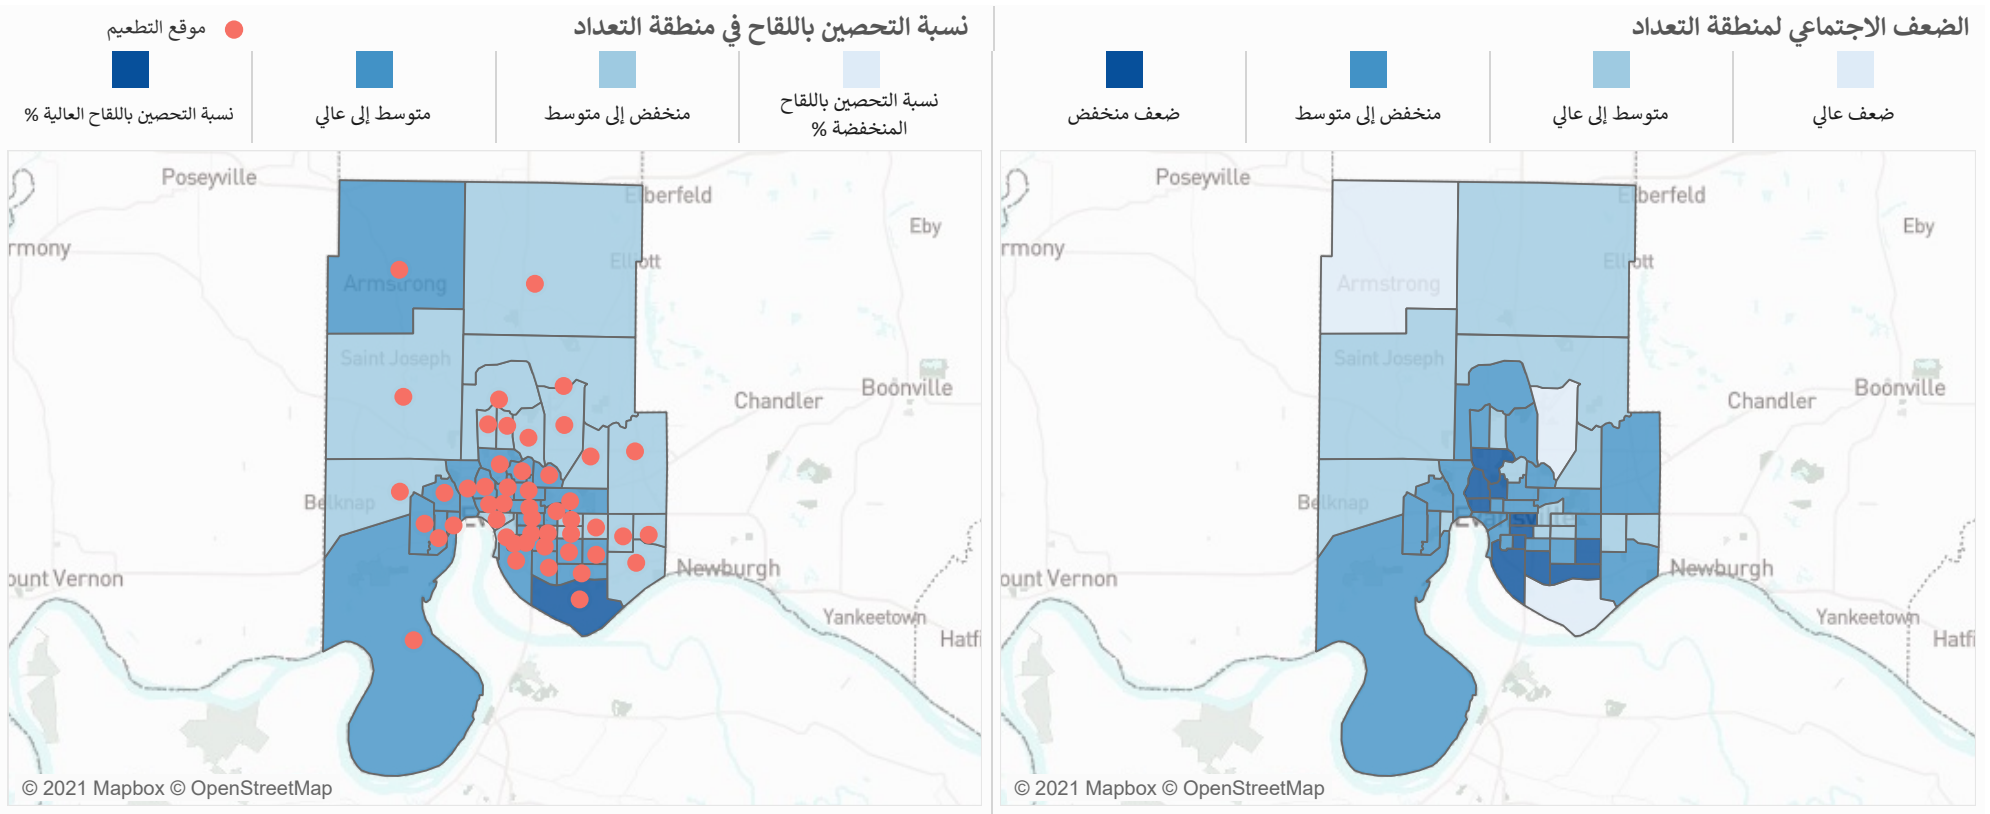 الضعف الاجتماعي لمنطقة التعداد
ضعف عالي
متوسط إلى عالي
منخفض إلى متوسط
ضعف منخفض
Poseyville
Elberfeld
Eby
rmony
Elliott
Armstrong
Saint Joseph
Boonville
Chandler
Belknap
Evansville
ount Vernon
Newburgh
Yankeetown
Hatfi
© 2021 Mapbox © OpenStreetMap
نسبة التحصين باللقاح في منطقة التعداد
موقع التطعيم
نسبة التحصين باللقاح
المنخفضة %
منخفض إلى متوسط
متوسط إلى عالي
نسبة التحصين باللقاح العالية %
Poseyville
Elberfeld
Eby
rmony
Elliott
Armstrong
Saint Joseph
Boonville
Chandler
Belknap
ount Vernon
Newburgh
Yankeetown
Hatfi
© 2021 Mapbox © OpenStreetMap